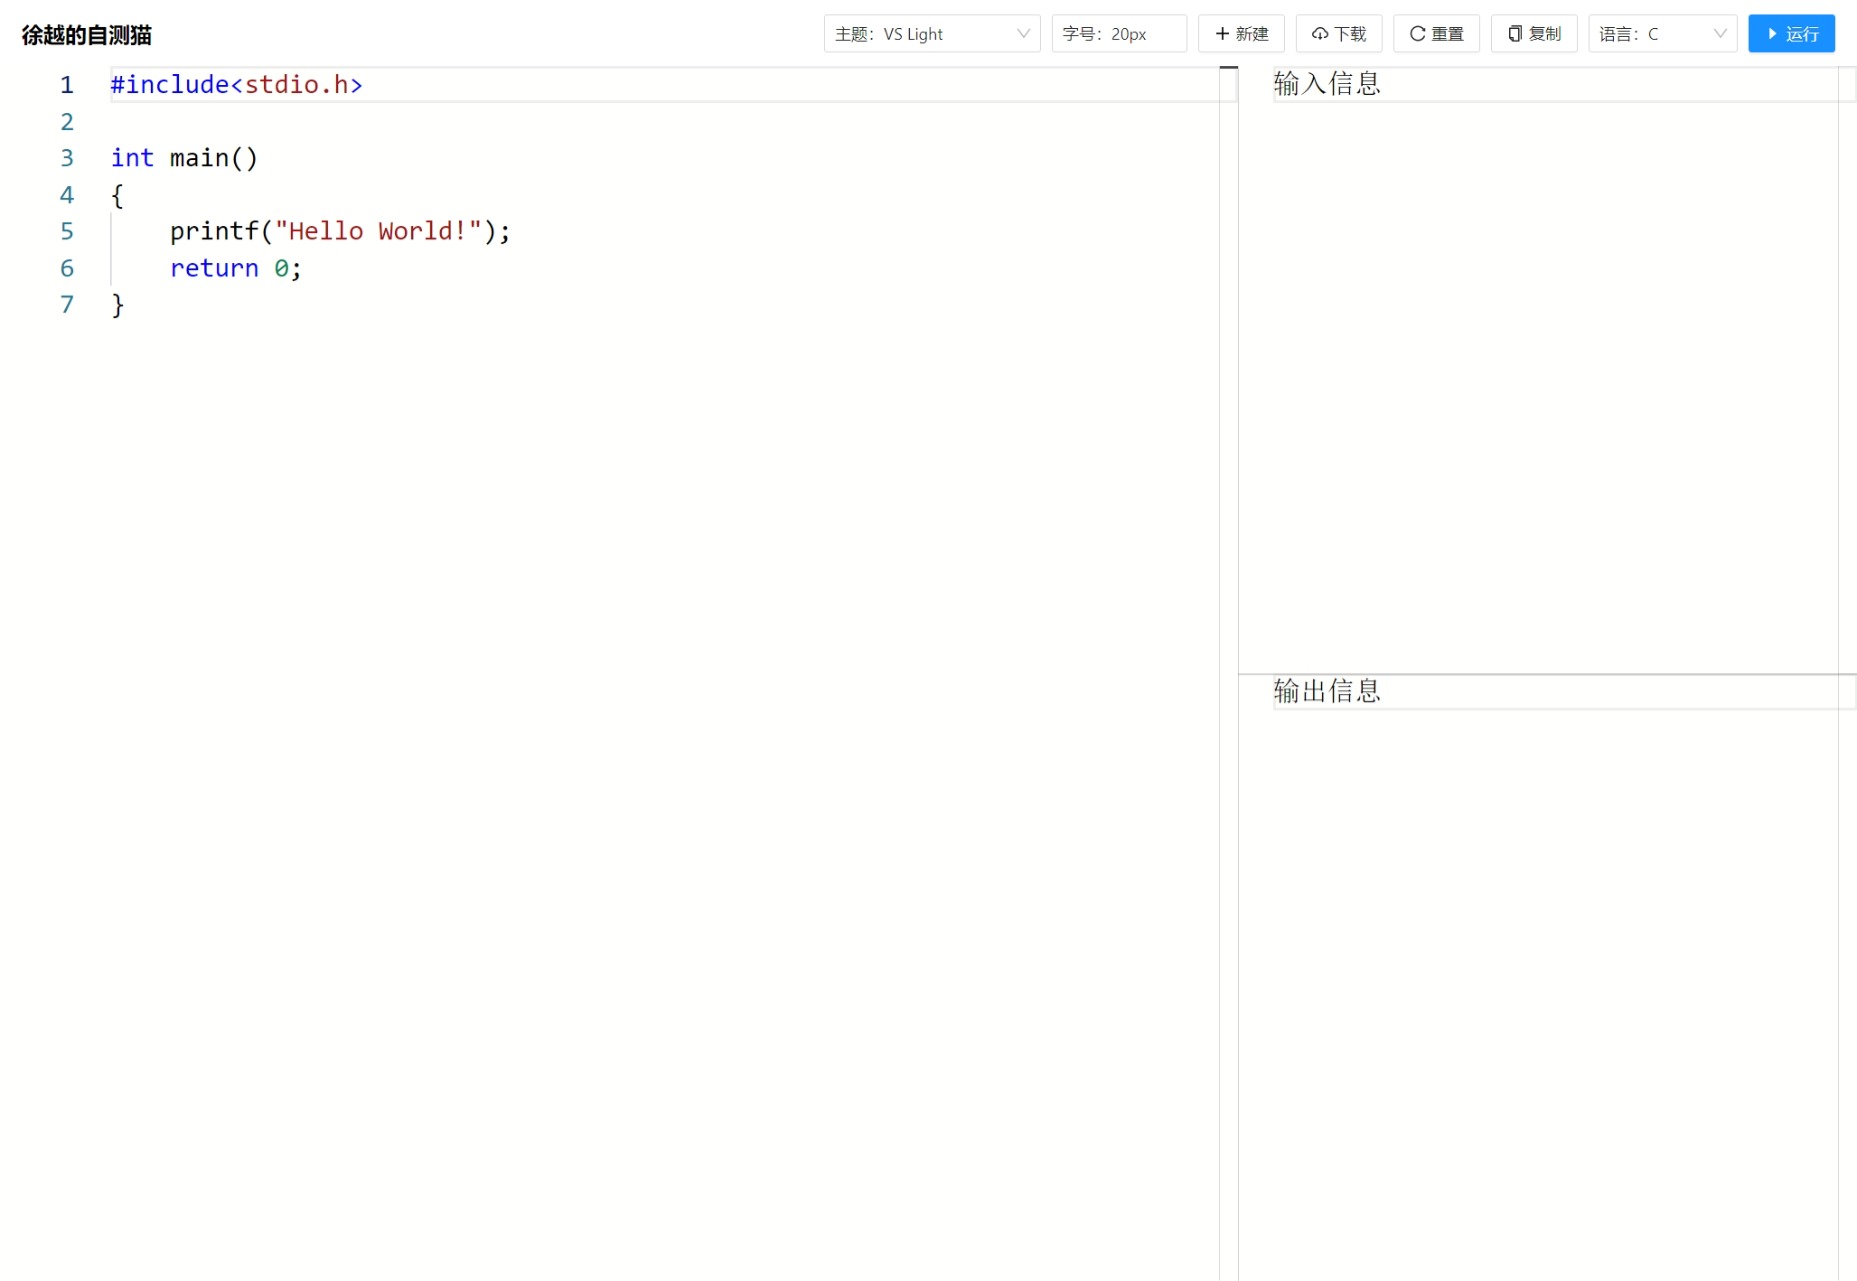 徐越的自测猫
主题：VS Light
字号：20px
+ 新建
下载
重置
复制
语言：C
运行
1 #include<stdio.h>
2
3 int main()
4 {
5     printf("Hello World!");
6     return 0;
7 }
输入信息
输出信息